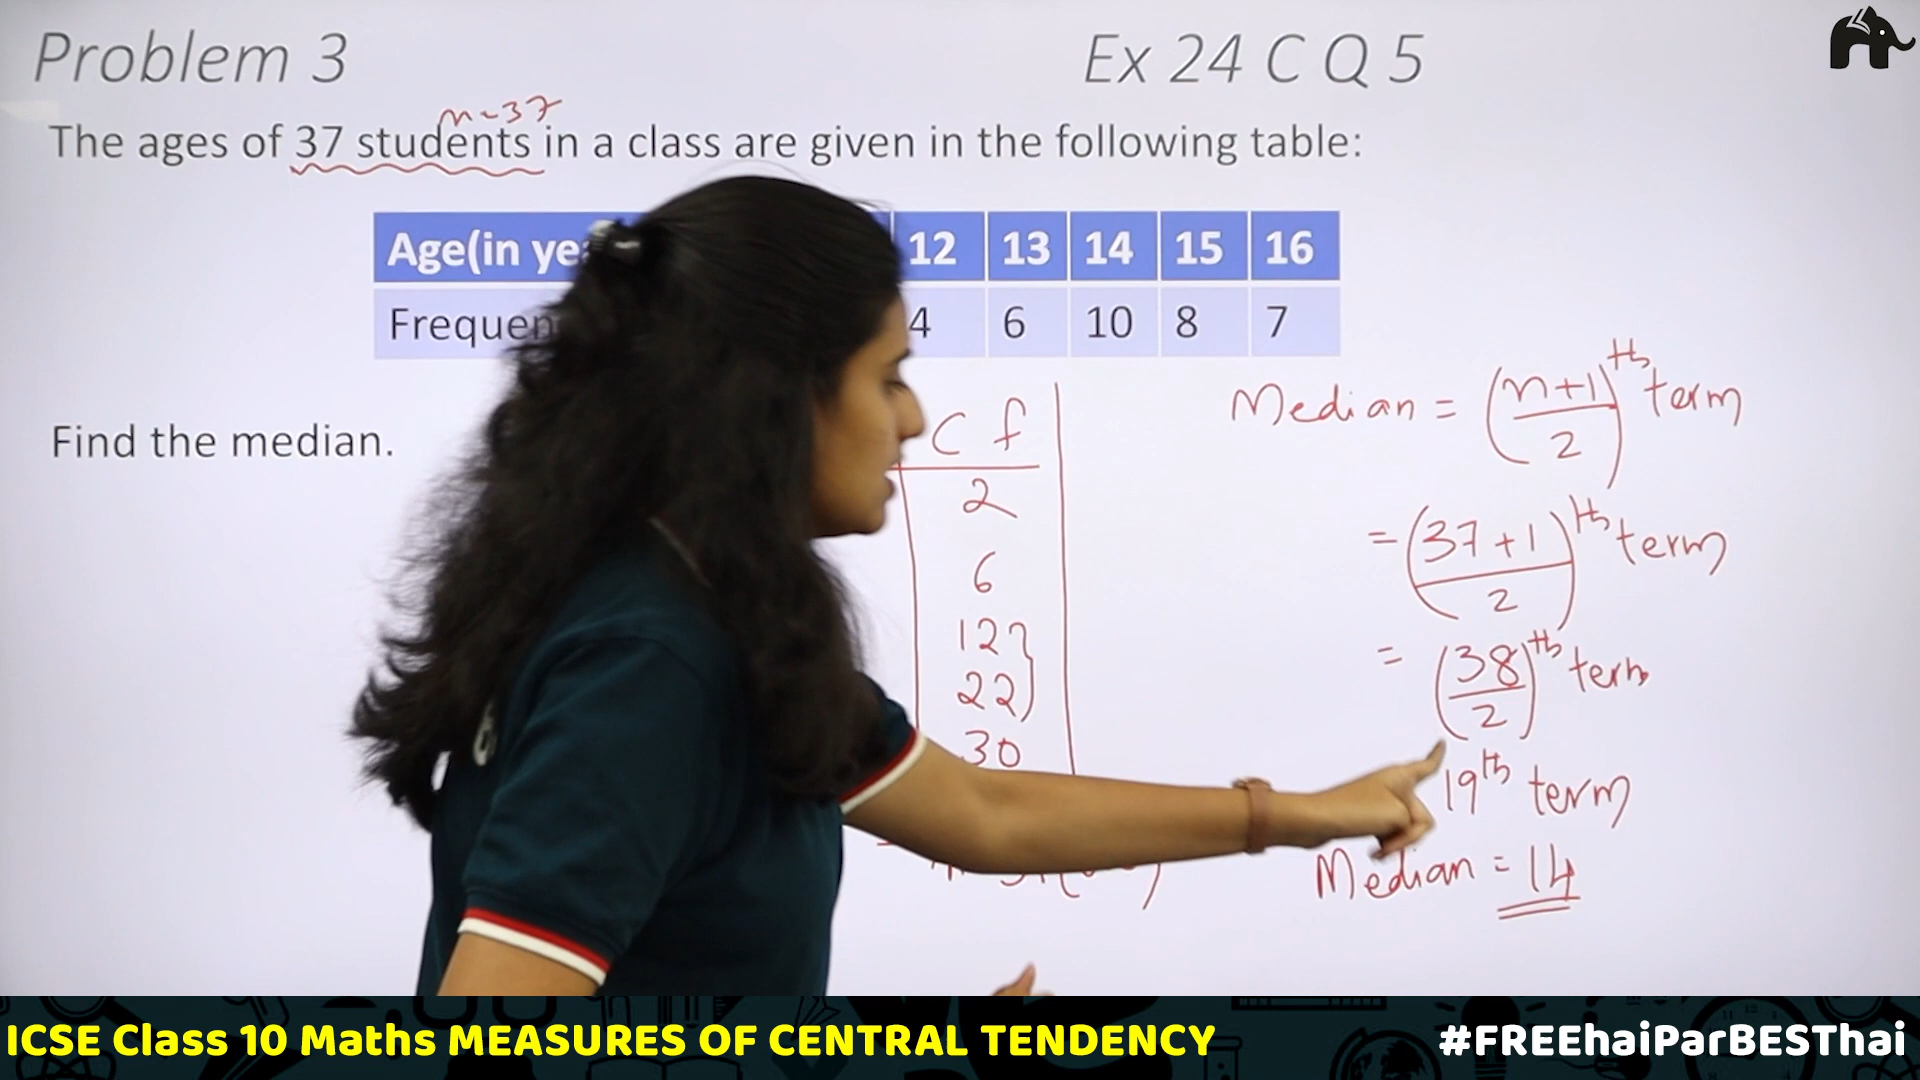 Problem 3
Ex 24 C Q 5
n = 37
The ages of 37 students in a class are given in the following table:
Age(in yea 12 13 14 15 16
Frequen 4 6 10 8 7
Find the median.
C f
2
6
12
22
30
Median = (n+1/2)th term
= (37+1/2)th term
= (38/2)th term
19th term
Median = 14
ICSE Class 10 Maths MEASURES OF CENTRAL TENDENCY
#FREEhaiParBESThai